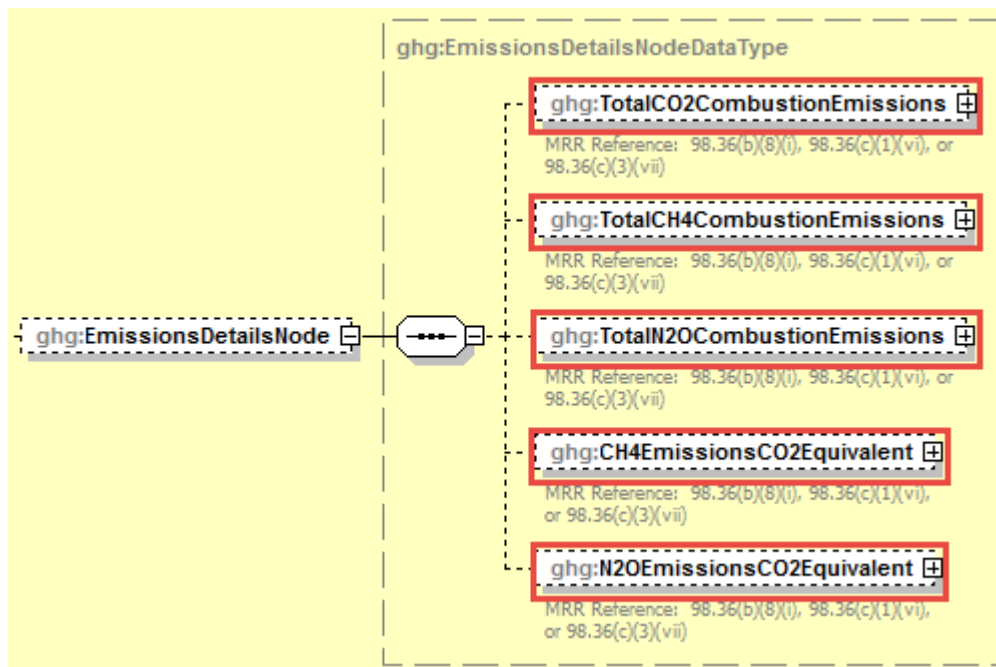 ghg:EmissionsDetailsNodeDataType
ghg:TotalCO2CombustionEmissions
MRR Reference: 98.36(b)(8)(i), 98.36(c)(1)(vi), or
98.36(c)(3)(vii)
ghg:TotalCH4CombustionEmissions
MRR Reference: 98.36(b)(8)(i), 98.36(c)(1)(vi), or
98.36(c)(3)(vii)
ghg:EmissionsDetailsNode
ghg:TotalN2OCombustionEmissions
MRR Reference: 98.36(b)(8)(i), 98.36(c)(1)(vi), or
98.36(c)(3)(vii)
ghg:CH4EmissionsCO2Equivalent
MRR Reference: 98.36(b)(8)(i), 98.36(c)(1)(vi),
or 98.36(c)(3)(vii)
ghg:N2OEmissionsCO2Equivalent
MRR Reference: 98.36(b)(8)(i), 98.36(c)(1)(vi),
or 98.36(c)(3)(vii)